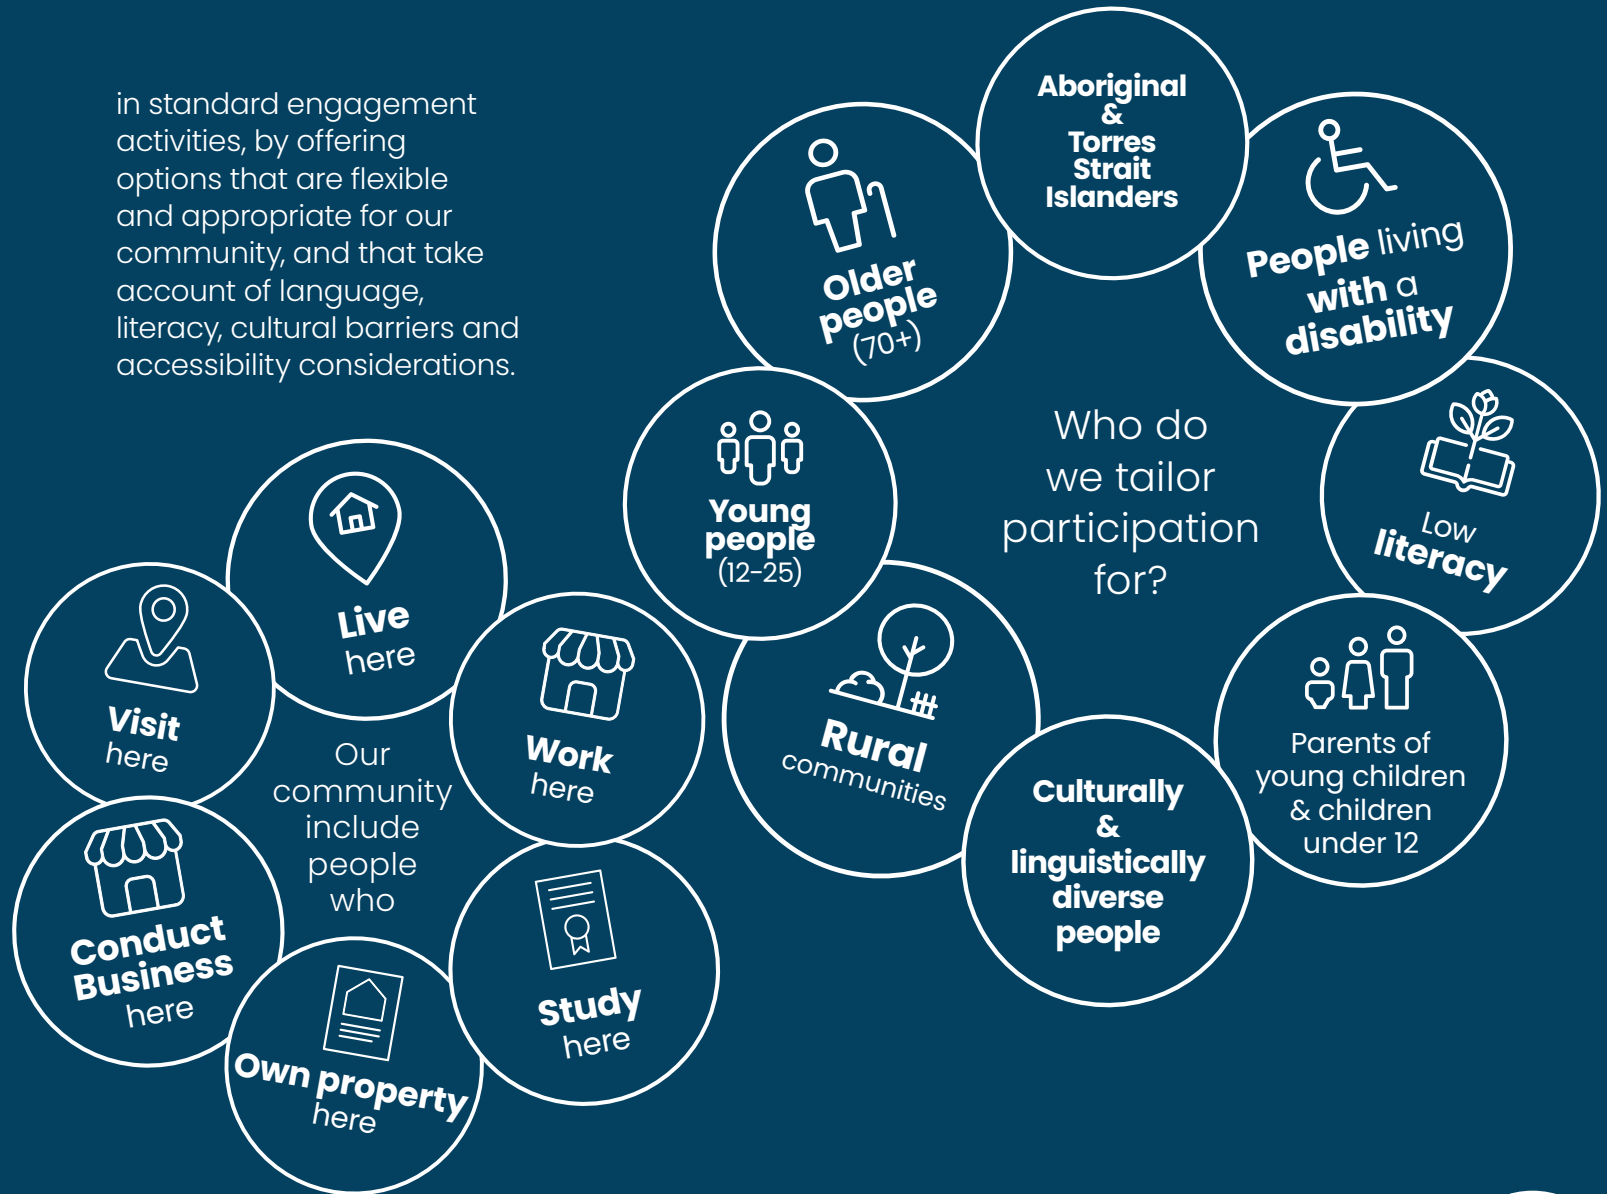 in standard engagement
activities, by offering
options that are flexible
and appropriate for our
community, and that take
account of language,
literacy, cultural barriers and
accessibility considerations.
Our
community
include
people
who
Live
here
Work
here
Study
here
Own property
here
Conduct
Business
here
Visit
here
Who do
we tailor
participation
for?
Aboriginal
&
Torres
Strait
Islanders
People living
with a
disability
Low
literacy
Parents of
young children
& children
under 12
Culturally
&
linguistically
diverse
people
Rural
communities
Young
people
(12-25)
Older
people
(70+)